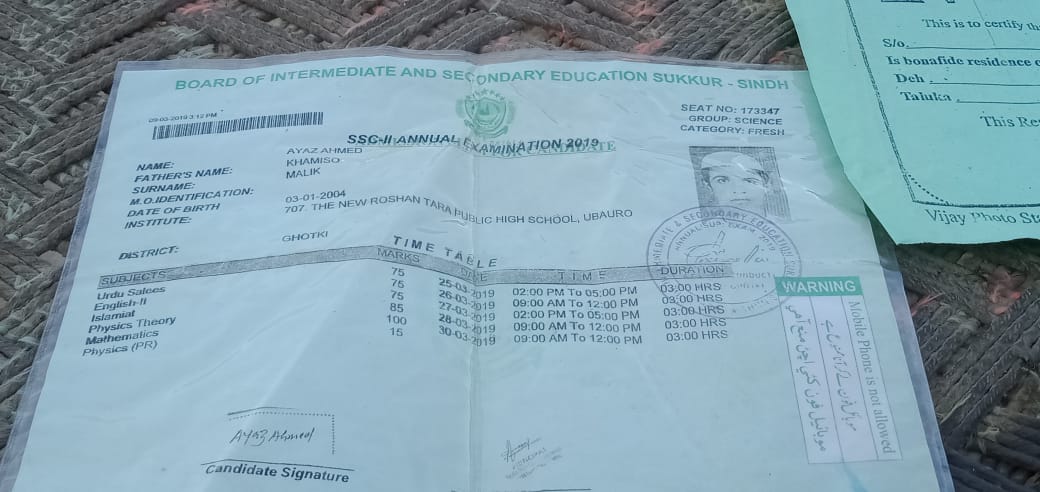 BOARD OF INTERMEDIATE AND SECONDARY EDUCATION SUKKUR - SINDH
3:12 PM
SEAT NO: 173347
GROUP: SCIENCE
CATEGORY: FRESH
SSC-II ANNUAL EXAMINATION 2019
CANDIDATE
NAME: AYAZ AHMED
FATHER'S NAME: KHAMISO
SURNAME: MALIK
M.O.IDENTIFICATION:
DATE OF BIRTH 03-01-2004
INSTITUTE: 707. THE NEW ROSHAN TARA PUBLIC HIGH SCHOOL, UBAURO
DISTRICT: GHOTKI
TIME TABLE
SUBJECTS MARKS DATE TIME DURATION
Urdu Salees 75 25-03-2019 02:00 PM To 05:00 PM 03:00 HRS
English-II 75 26-03-2019 09:00 AM To 12:00 PM 03:00 HRS
Islamiat 75 27-03-2019 02:00 PM To 05:00 PM 03:00 HRS
Physics Theory 85 28-03-2019 09:00 AM To 12:00 PM 03:00 HRS
Mathematics 100 30-03-2019 09:00 AM To 12:00 PM 03:00 HRS
Physics (PR) 15
WARNING
Mobile Phone is not allowed
Ayaz Ahmed
Candidate Signature
This is to certify
S/o.
Is bonafide residence
Deh
Taluka
This
Vijay Photo